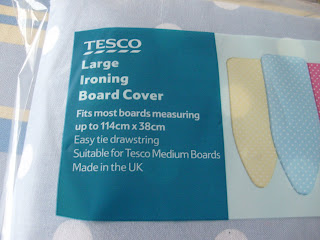 TESCO
Large
Ironing
Board Cover
Fits most boards measuring
up to 114cm x 38cm
Easy tie drawstring
Suitable for Tesco Medium Boards
Made in the UK